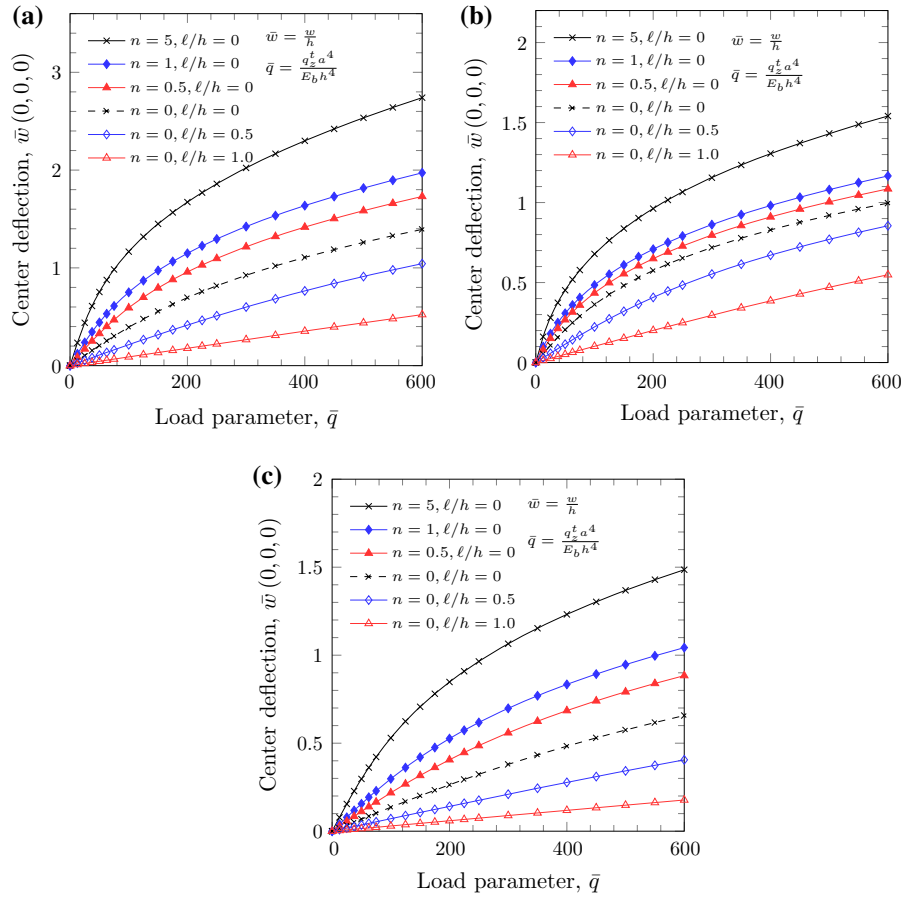 (a)
Center deflection, w̄ (0, 0, 0)
3
2
1
0
n = 5, ℓ/h = 0
n = 1, ℓ/h = 0
n = 0.5, ℓ/h = 0
n = 0, ℓ/h = 0
n = 0, ℓ/h = 0.5
n = 0, ℓ/h = 1.0
w̄ = w/h
q̄ = q_z^t a^4 / E_b h^4
0 200 400 600
Load parameter, q̄
(b)
Center deflection, w̄ (0, 0, 0)
2
1.5
1
0.5
0
n = 5, ℓ/h = 0
n = 1, ℓ/h = 0
n = 0.5, ℓ/h = 0
n = 0, ℓ/h = 0
n = 0, ℓ/h = 0.5
n = 0, ℓ/h = 1.0
w̄ = w/h
q̄ = q_z^t a^4 / E_b h^4
0 200 400 600
Load parameter, q̄
(c)
Center deflection, w̄ (0, 0, 0)
2
1.5
1
0.5
0
n = 5, ℓ/h = 0
n = 1, ℓ/h = 0
n = 0.5, ℓ/h = 0
n = 0, ℓ/h = 0
n = 0, ℓ/h = 0.5
n = 0, ℓ/h = 1.0
w̄ = w/h
q̄ = q_z^t a^4 / E_b h^4
0 200 400 600
Load parameter, q̄